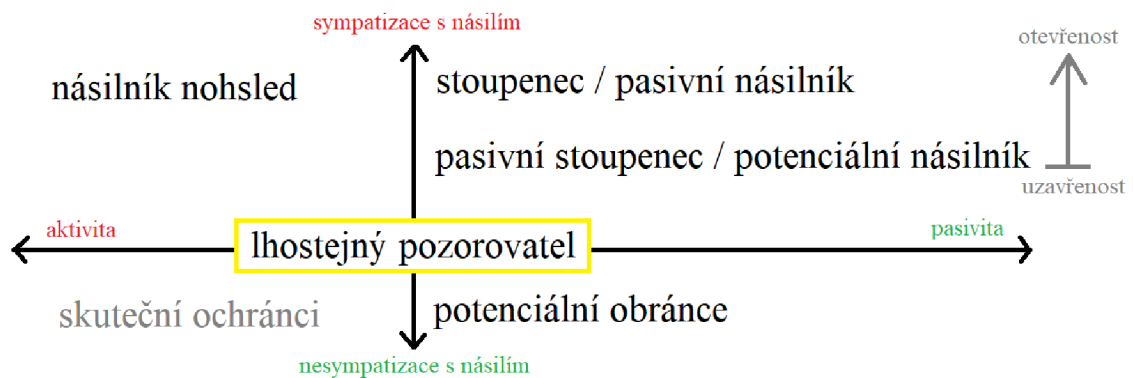 sympatizace s násilím
otevřenost
násilník nohsled
stoupenec / pasivní násilník
pasivní stoupenec / potenciální násilník
uzavřenost
aktivita
pasivita
lhostejný pozorovatel
skuteční ochránci
potenciální obránce
nesympatizace s násilím